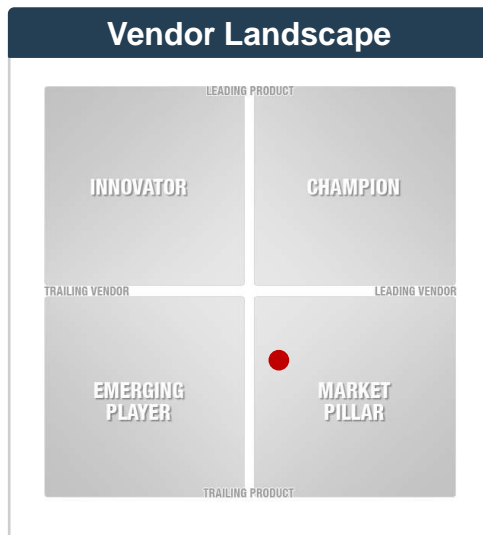 Vendor Landscape
LEADING PRODUCT
INNOVATOR
CHAMPION
TRAILING VENDOR
LEADING VENDOR
EMERGING
PLAYER
MARKET
PILLAR
TRAILING PRODUCT